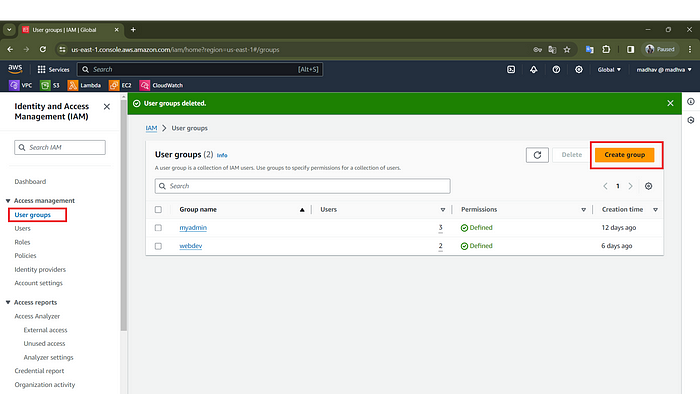 User groups | IAM | Global
us-east-1.console.aws.amazon.com/iam/home?region=us-east-1#/groups
Paused
aws
Services
Search
[Alt+S]
Global
madhav @ madhva
VPC
S3
Lambda
EC2
CloudWatch
Identity and Access Management (IAM)
Search IAM
Dashboard
Access management
User groups
Users
Roles
Policies
Identity providers
Account settings
Access reports
Access Analyzer
External access
Unused access
Analyzer settings
Credential report
Organization activity
User groups deleted.
IAM > User groups
User groups (2) Info
A user group is a collection of IAM users. Use groups to specify permissions for a collection of users.
Delete
Create group
Search
1
Group name Users Permissions Creation time
myadmin 3 Defined 12 days ago
webdev 2 Defined 6 days ago